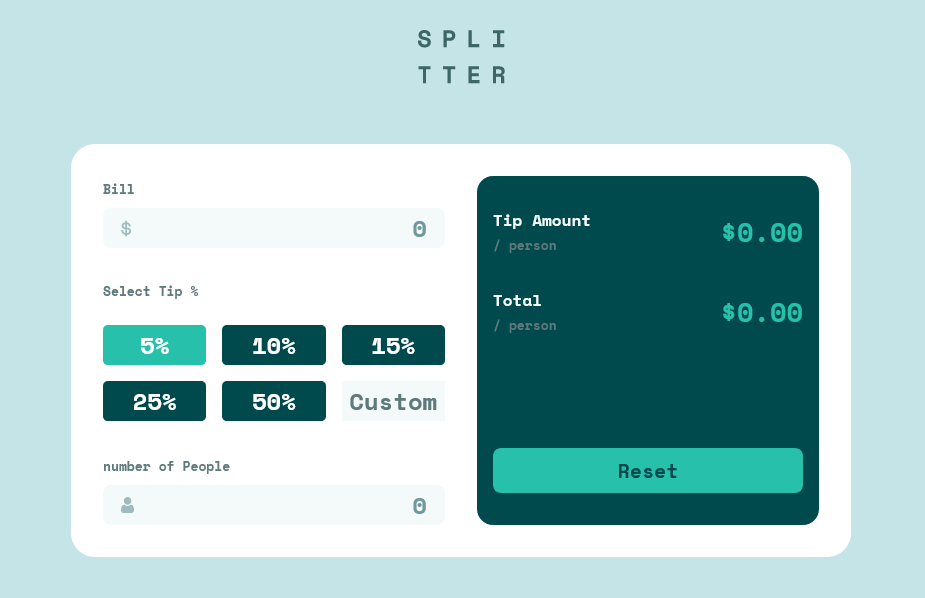 SPLI
TTER
Bill
$ 0
Select Tip %
5% 10% 15%
25% 50% Custom
number of People
0
Tip Amount
/ person
$0.00
Total
/ person
$0.00
Reset